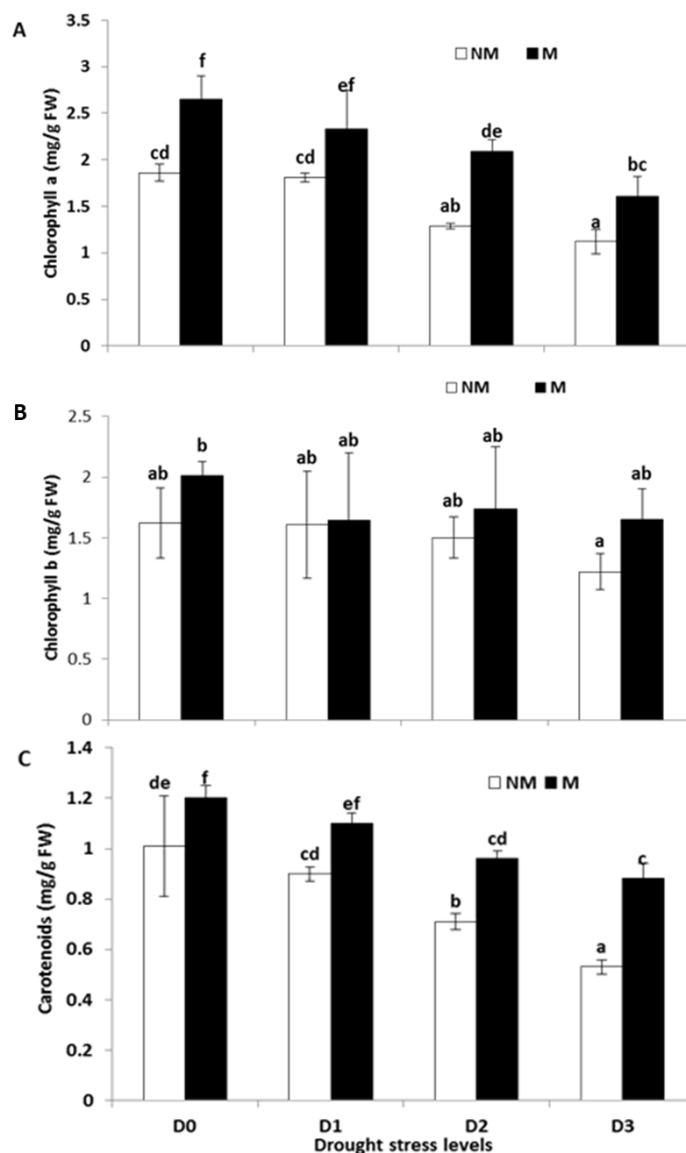 A
NM M
Chlorophyll a (mg/g FW)
3.5
3
2.5
2
1.5
1
0.5
0
cd f cd ef ab de a bc
B
NM M
Chlorophyll b (mg/g FW)
2.5
2
1.5
1
0.5
0
ab b ab ab ab ab a ab
C
NM M
Carotenoids (mg/g FW)
1.4
1.2
1
0.8
0.6
0.4
0.2
0
de f cd ef b cd a c
D0 D1 D2 D3
Drought stress levels